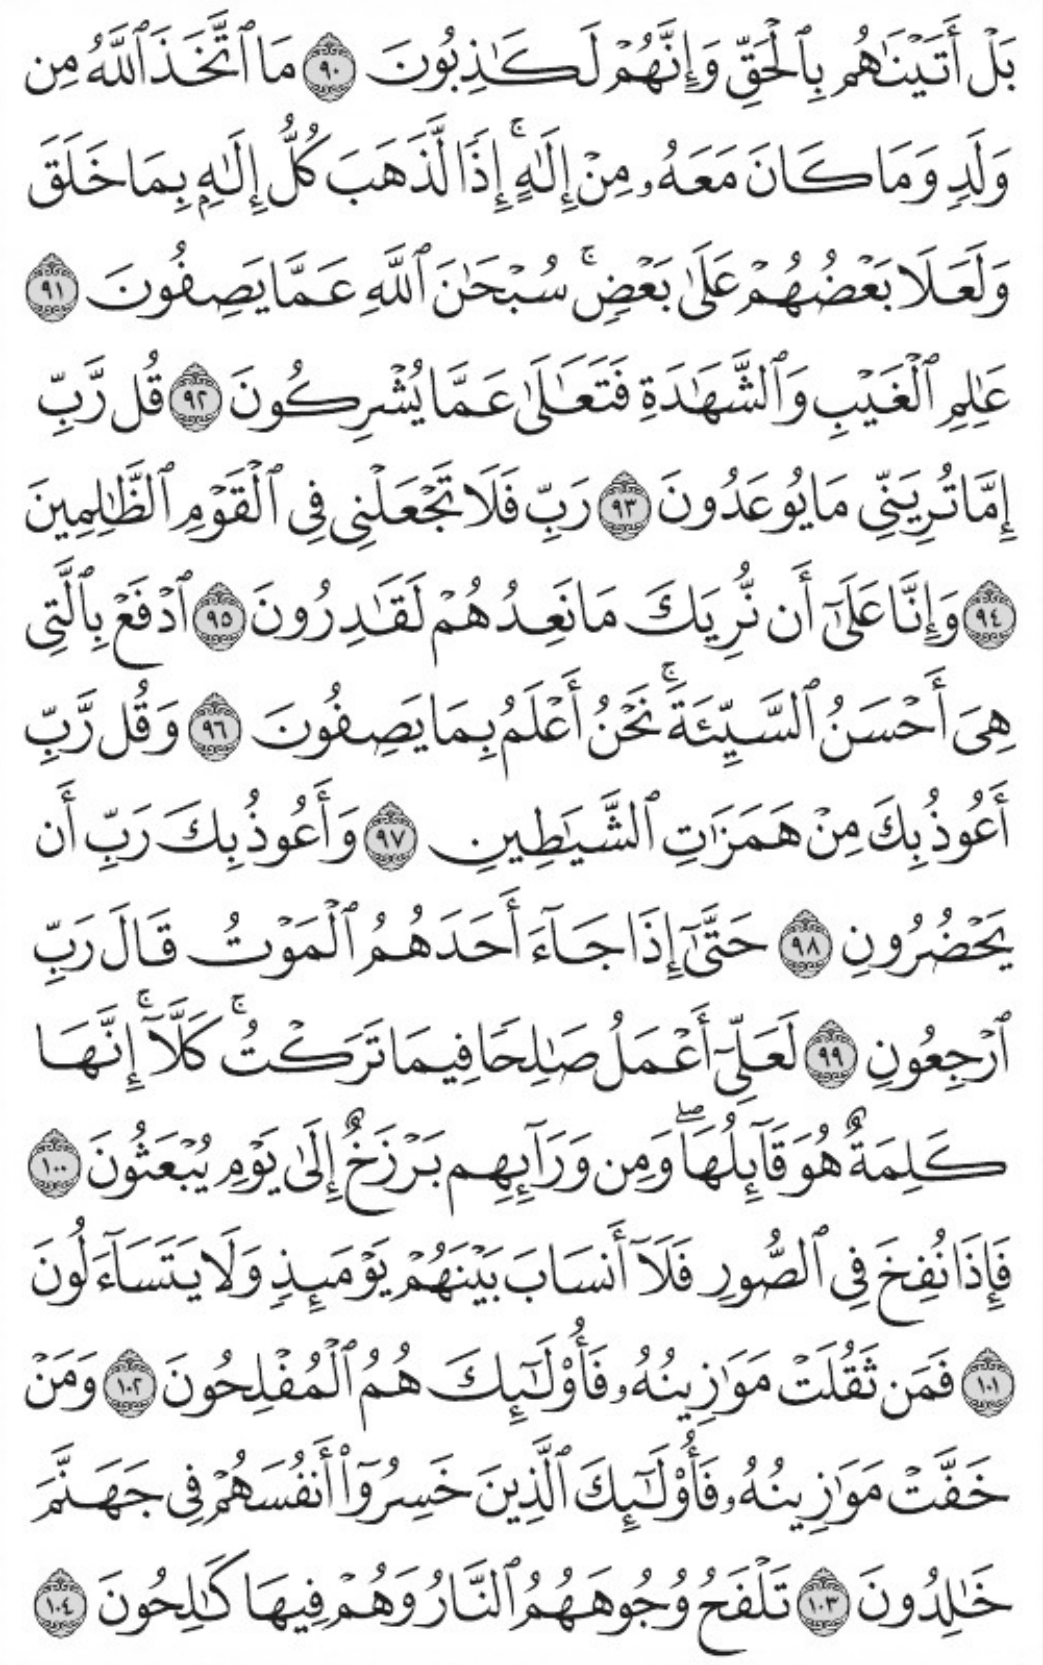 بَلْ أَتَيْنَٰهُم بِٱلْحَقِّ وَإِنَّهُمْ لَكَٰذِبُونَ ٩٠ مَا ٱتَّخَذَ ٱللَّهُ مِن
وَلَدٍ وَمَا كَانَ مَعَهُۥ مِنْ إِلَٰهٍ ۚ إِذًا لَّذَهَبَ كُلُّ إِلَٰهٍۭ بِمَا خَلَقَ
وَلَعَلَا بَعْضُهُمْ عَلَىٰ بَعْضٍ ۚ سُبْحَٰنَ ٱللَّهِ عَمَّا يَصِفُونَ ٩١
عَٰلِمِ ٱلْغَيْبِ وَٱلشَّهَٰدَةِ فَتَعَٰلَىٰ عَمَّا يُشْرِكُونَ ٩٢ قُل رَّبِّ
إِمَّا تُرِيَنِّي مَا يُوعَدُونَ ٩٣ رَبِّ فَلَا تَجْعَلْنِي فِي ٱلْقَوْمِ ٱلظَّٰلِمِينَ
٩٤ وَإِنَّا عَلَىٰٓ أَن نُّرِيَكَ مَا نَعِدُهُمْ لَقَٰدِرُونَ ٩٥ ٱدْفَعْ بِٱلَّتِي
هِيَ أَحْسَنُ ٱلسَّيِّئَةَ ۚ نَحْنُ أَعْلَمُ بِمَا يَصِفُونَ ٩٦ وَقُل رَّبِّ
أَعُوذُ بِكَ مِنْ هَمَزَٰتِ ٱلشَّيَٰطِينِ ٩٧ وَأَعُوذُ بِكَ رَبِّ أَن
يَحْضُرُونِ ٩٨ حَتَّىٰٓ إِذَا جَآءَ أَحَدَهُمُ ٱلْمَوْتُ قَالَ رَبِّ
ٱرْجِعُونِ ٩٩ لَعَلِّيٓ أَعْمَلُ صَٰلِحًا فِيمَا تَرَكْتُ ۚ كَلَّآ ۚ إِنَّهَا
كَلِمَةٌ هُوَ قَآئِلُهَا ۖ وَمِن وَرَآئِهِم بَرْزَخٌ إِلَىٰ يَوْمِ يُبْعَثُونَ ١٠٠
فَإِذَا نُفِخَ فِي ٱلصُّورِ فَلَآ أَنسَابَ بَيْنَهُمْ يَوْمَئِذٍ وَلَا يَتَسَآءَلُونَ
١٠١ فَمَن ثَقُلَتْ مَوَٰزِينُهُۥ فَأُوْلَٰٓئِكَ هُمُ ٱلْمُفْلِحُونَ ١٠٢ وَمَنْ
خَفَّتْ مَوَٰزِينُهُۥ فَأُوْلَٰٓئِكَ ٱلَّذِينَ خَسِرُوٓاْ أَنفُسَهُمْ فِي جَهَنَّمَ
خَٰلِدُونَ ١٠٣ تَلْفَحُ وُجُوهَهُمُ ٱلنَّارُ وَهُمْ فِيهَا كَٰلِحُونَ ١٠٤